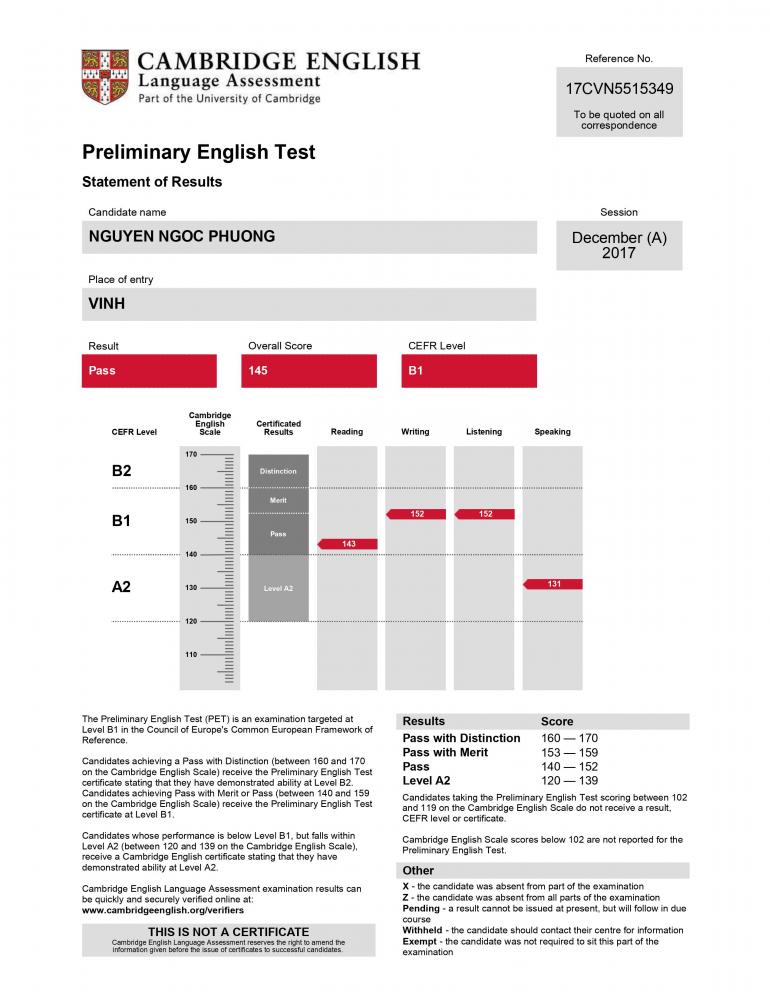 CAMBRIDGE ENGLISH
Language Assessment
Part of the University of Cambridge
Reference No.
17CVN5515349
To be quoted on all
correspondence
Preliminary English Test
Statement of Results
Candidate name
NGUYEN NGOC PHUONG
Session
December (A)
2017
Place of entry
VINH
Result
Overall Score
CEFR Level
Pass
145
B1
CEFR Level
Cambridge
English
Scale
Certificated
Results
Reading
Writing
Listening
Speaking
170
B2
Distinction
160
Merit
B1
150
152
152
Pass
143
140
A2
130
Level A2
131
120
110
The Preliminary English Test (PET) is an examination targeted at
Level B1 in the Council of Europe's Common European Framework of
Reference.
Candidates achieving a Pass with Distinction (between 160 and 170
on the Cambridge English Scale) receive the Preliminary English Test
certificate stating that they have demonstrated ability at Level B2.
Candidates achieving Pass with Merit or Pass (between 140 and 159
on the Cambridge English Scale) receive the Preliminary English Test
certificate at Level B1.
Candidates whose performance is below Level B1, but falls within
Level A2 (between 120 and 139 on the Cambridge English Scale),
receive a Cambridge English certificate stating that they have
demonstrated ability at Level A2.
Cambridge English Language Assessment examination results can
be quickly and securely verified online at:
www.cambridgeenglish.org/verifiers
THIS IS NOT A CERTIFICATE
Cambridge English Language Assessment reserves the right to amend the
information given before the issue of certificates to successful candidates.
Results Score
Pass with Distinction 160 — 170
Pass with Merit 153 — 159
Pass 140 — 152
Level A2 120 — 139
Candidates taking the Preliminary English Test scoring between 102
and 119 on the Cambridge English Scale do not receive a result,
CEFR level or certificate.
Cambridge English Scale scores below 102 are not reported for the
Preliminary English Test.
Other
X - the candidate was absent from part of the examination
Z - the candidate was absent from all parts of the examination
Pending - a result cannot be issued at present, but will follow in due
course
Withheld - the candidate should contact their centre for information
Exempt - the candidate was not required to sit this part of the
examination